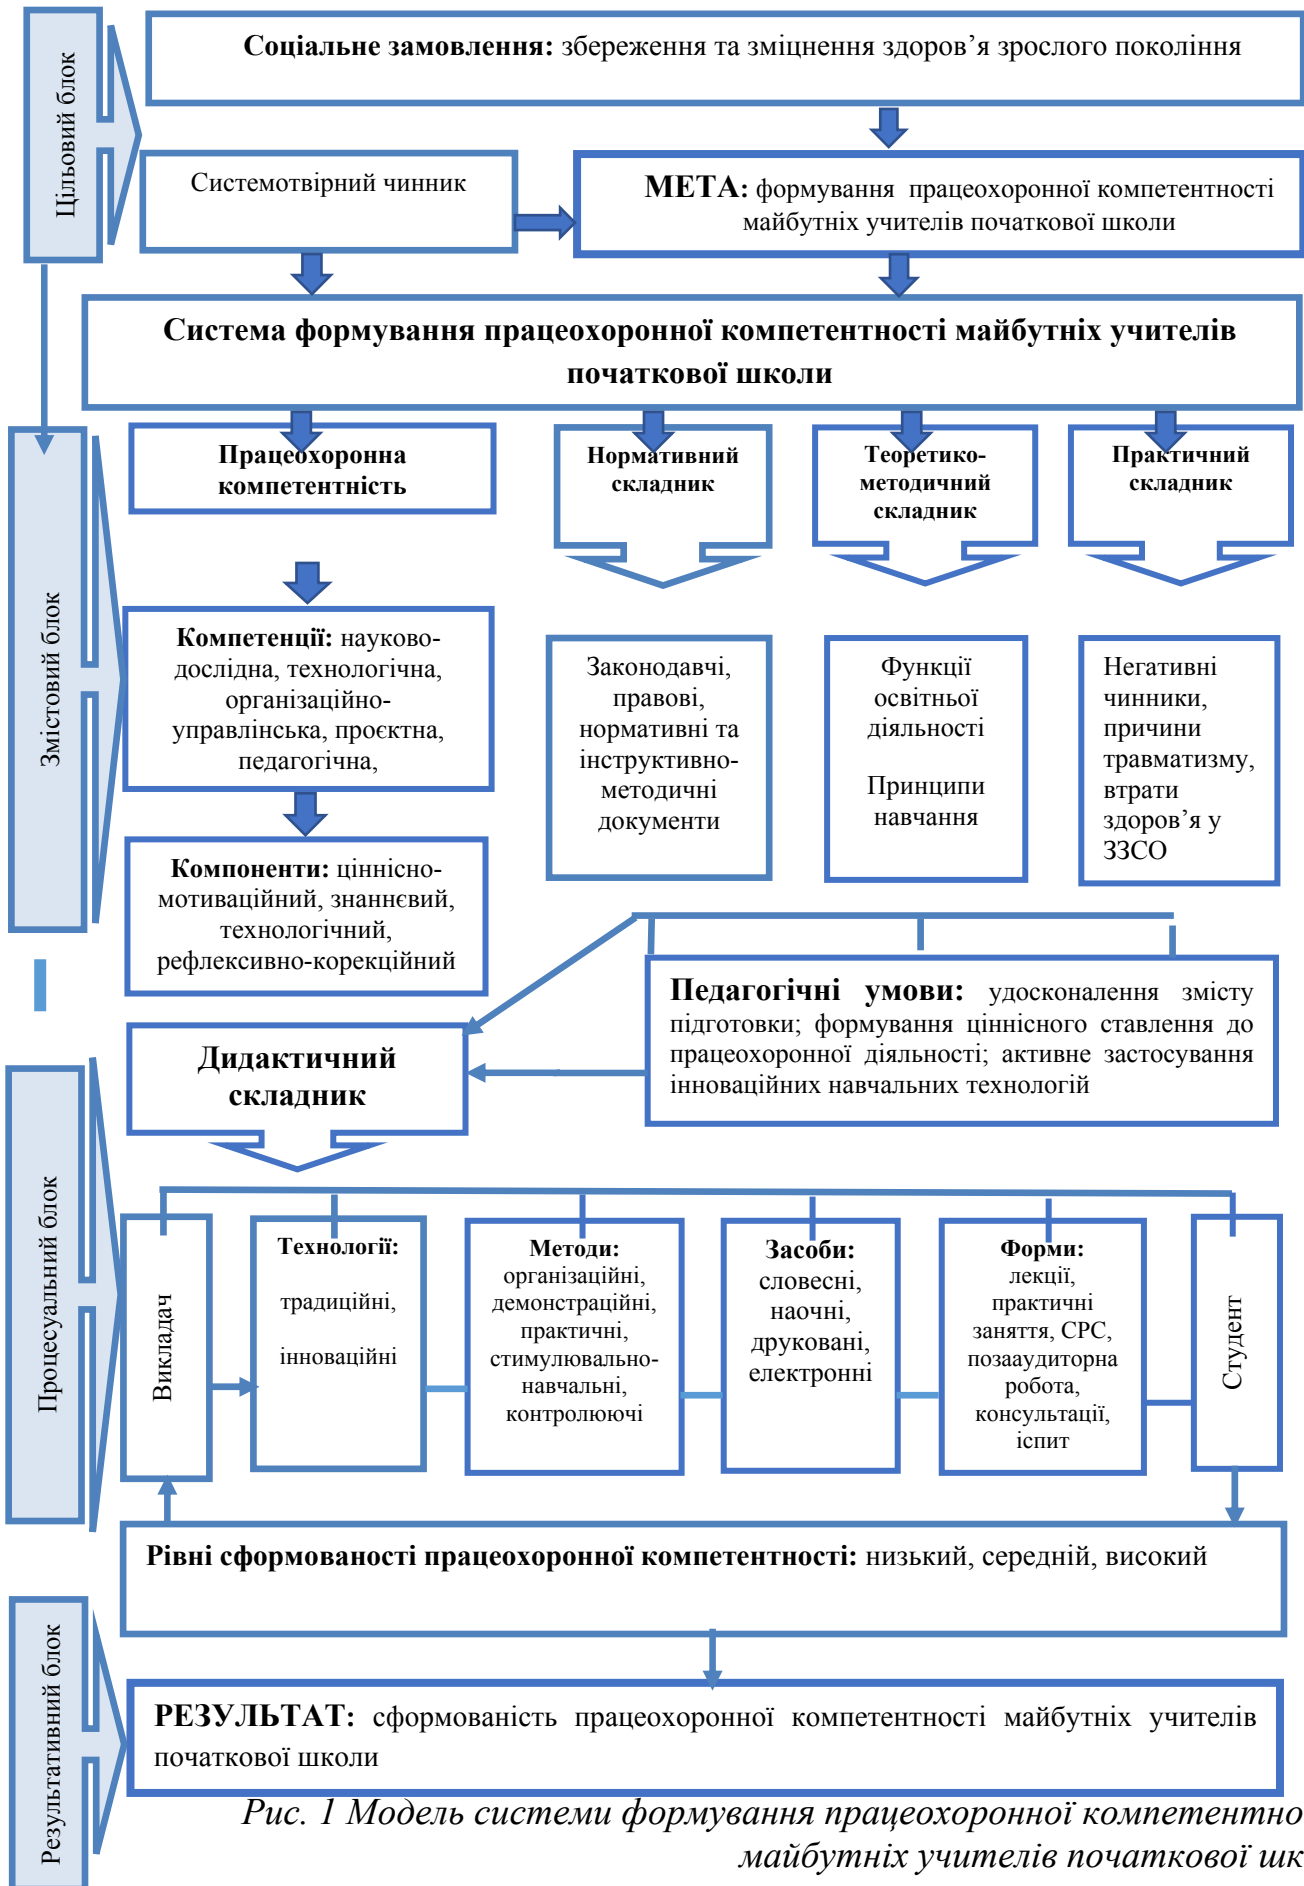 Цільовий блок
Соціальне замовлення: збереження та зміцнення здоров’я зрослого покоління
Системотвірний чинник
МЕТА: формування працеохоронної компетентності
майбутніх учителів початкової школи
Система формування працеохоронної компетентності майбутніх учителів
початкової школи
Змістовий блок
Працеохоронна
компетентність
Нормативний
складник
Теоретико-
методичний
складник
Практичний
складник
Компетенції: науково-
дослідна, технологічна,
організаційно-
управлінська, проєктна,
педагогічна,
Законодавчі,
правові,
нормативні та
інструктивно-
методичні
документи
Функції
освітньої
діяльності
Принципи
навчання
Негативні
чинники,
причини
травматизму,
втрати
здоров’я у
ЗЗСО
Компоненти: ціннісно-
мотиваційний, знаннєвий,
технологічний,
рефлексивно-корекційний
Педагогічні умови: удосконалення змісту
підготовки; формування ціннісного ставлення до
працеохоронної діяльності; активне застосування
інноваційних навчальних технологій
Процесуальний блок
Дидактичний
складник
Викладач
Технології:
традиційні,
інноваційні
Методи:
організаційні,
демонстраційні,
практичні,
стимулювально-
навчальні,
контролюючі
Засоби:
словесні,
наочні,
друковані,
електронні
Форми:
лекції,
практичні
заняття, СРС,
позааудиторна
робота,
консультації,
іспит
Студент
Рівні сформованості працеохоронної компетентності: низький, середній, високий
Результативний блок
РЕЗУЛЬТАТ: сформованість працеохоронної компетентності майбутніх учителів
початкової школи
Рис. 1 Модель системи формування працеохоронної компетентно
майбутніх учителів початкової шк